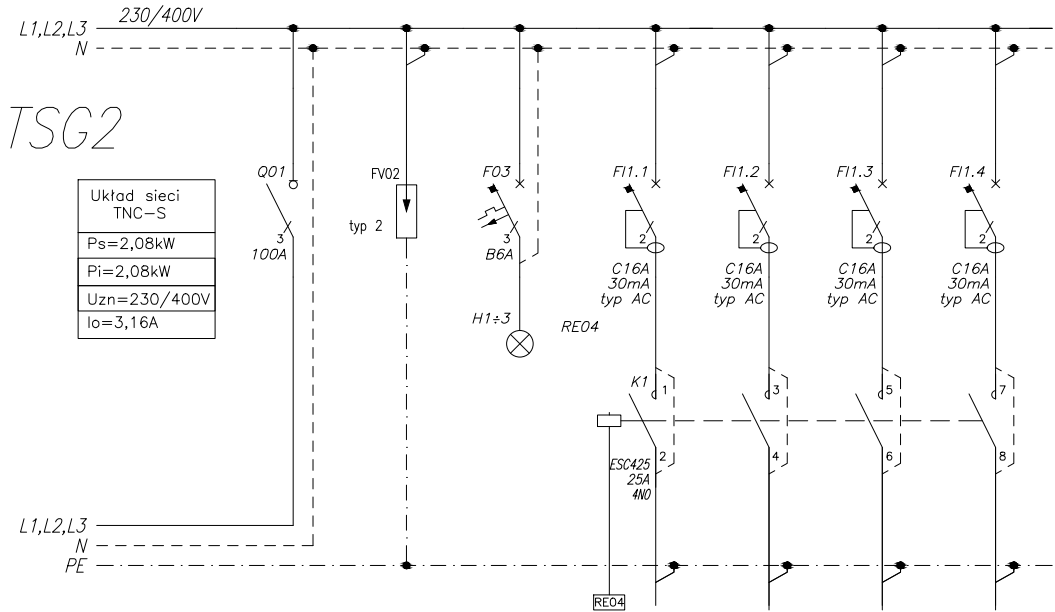 230/400V
L1,L2,L3
N
TSG2
Układ sieci
TNC-S
Ps=2,08kW
Pi=2,08kW
Uzn=230/400V
Io=3,16A
Q01
3
100A
FV02
typ 2
F03
3
B6A
H1÷3
FI1.1
2
C16A
30mA
typ AC
FI1.2
2
C16A
30mA
typ AC
FI1.3
2
C16A
30mA
typ AC
FI1.4
2
C16A
30mA
typ AC
RE04
K1
1
2
3
4
5
6
7
8
ESC425
25A
4NO
L1,L2,L3
N
PE
RE04